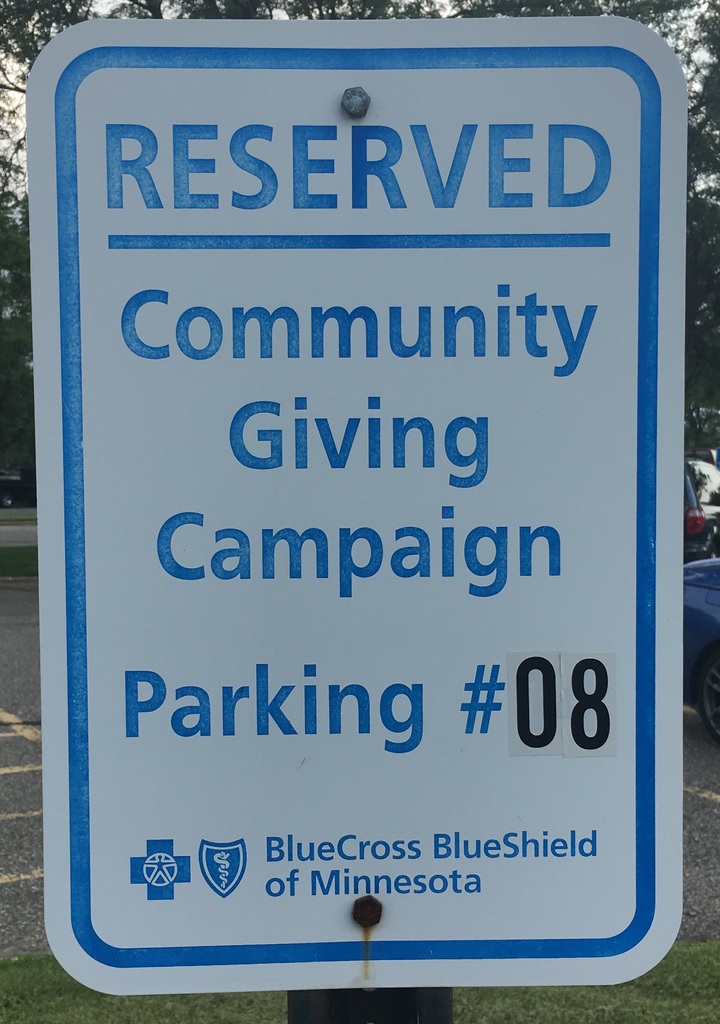 RESERVED
Community
Giving
Campaign
Parking #08
BlueCross BlueShield
of Minnesota